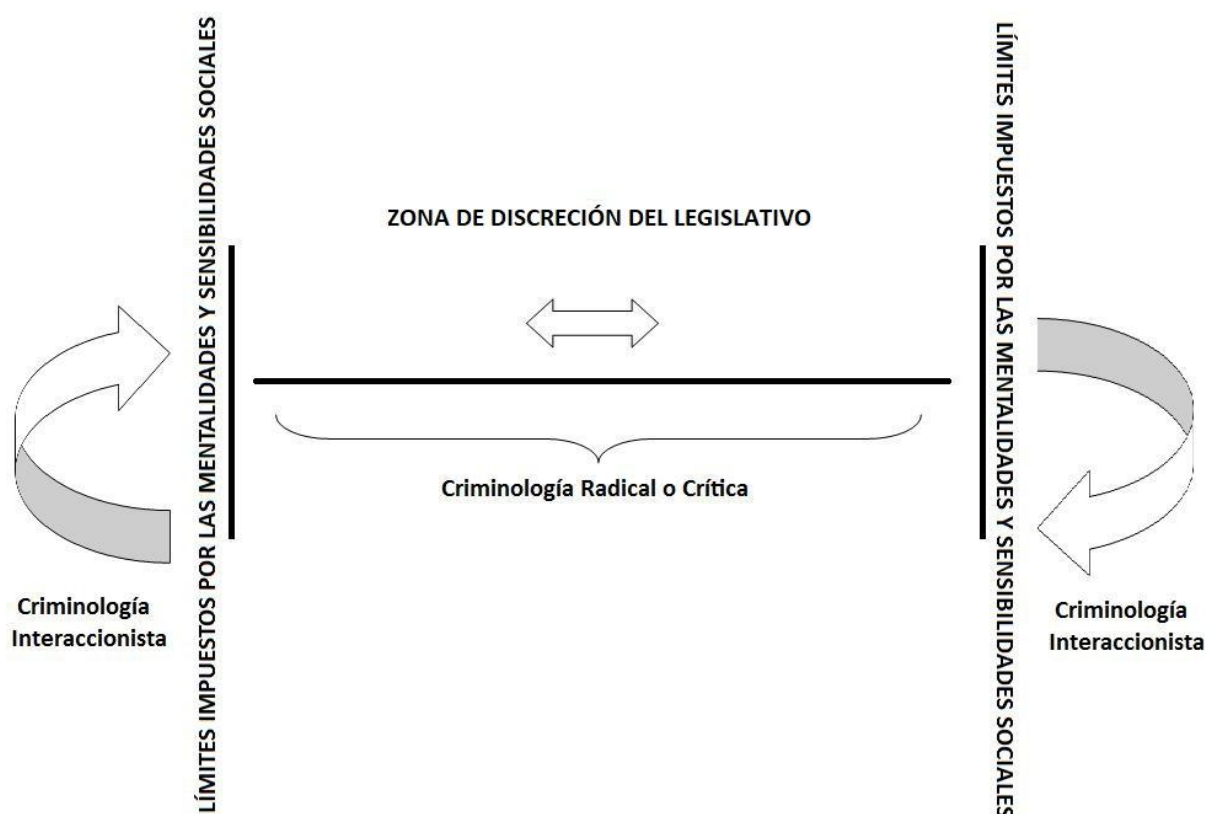 LÍMITES IMPUESTOS POR LAS MENTALIDADES Y SENSIBILIDADES SOCIALES
ZONA DE DISCRECIÓN DEL LEGISLATIVO
Criminología Radical o Crítica
Criminología
Interaccionista
LÍMITES IMPUESTOS POR LAS MENTALIDADES Y SENSIBILIDADES SOCIALES
Criminología
Interaccionista